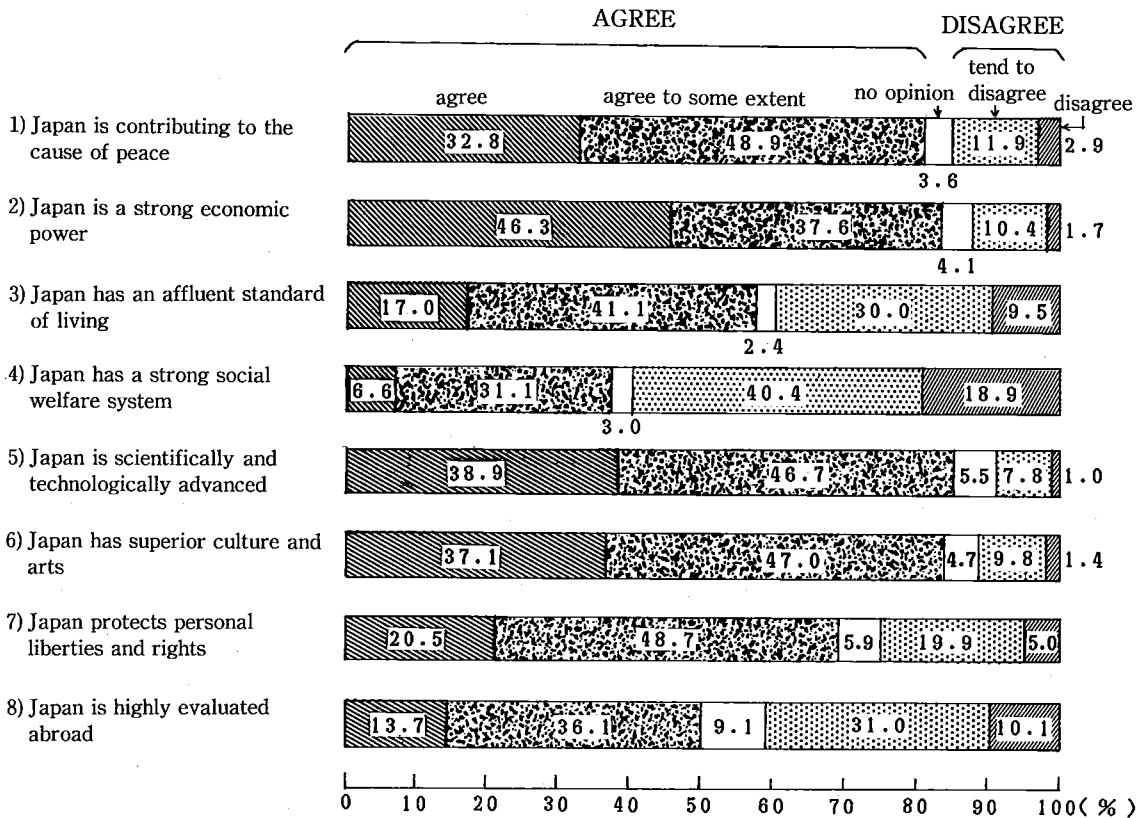 AGREE
DISAGREE
agree
agree to some extent
no opinion
tend to
disagree
disagree
1) Japan is contributing to the
cause of peace
32.8
48.9
3.6
11.9
2.9
2) Japan is a strong economic
power
46.3
37.6
4.1
10.4
1.7
3) Japan has an affluent standard
of living
17.0
41.1
2.4
30.0
9.5
4) Japan has a strong social
welfare system
6.6
31.1
3.0
40.4
18.9
5) Japan is scientifically and
technologically advanced
38.9
46.7
5.5
7.8
1.0
6) Japan has superior culture and
arts
37.1
47.0
4.7
9.8
1.4
7) Japan protects personal
liberties and rights
20.5
48.7
5.9
19.9
5.0
8) Japan is highly evaluated
abroad
13.7
36.1
9.1
31.0
10.1
0 10 20 30 40 50 60 70 80 90 100(%)